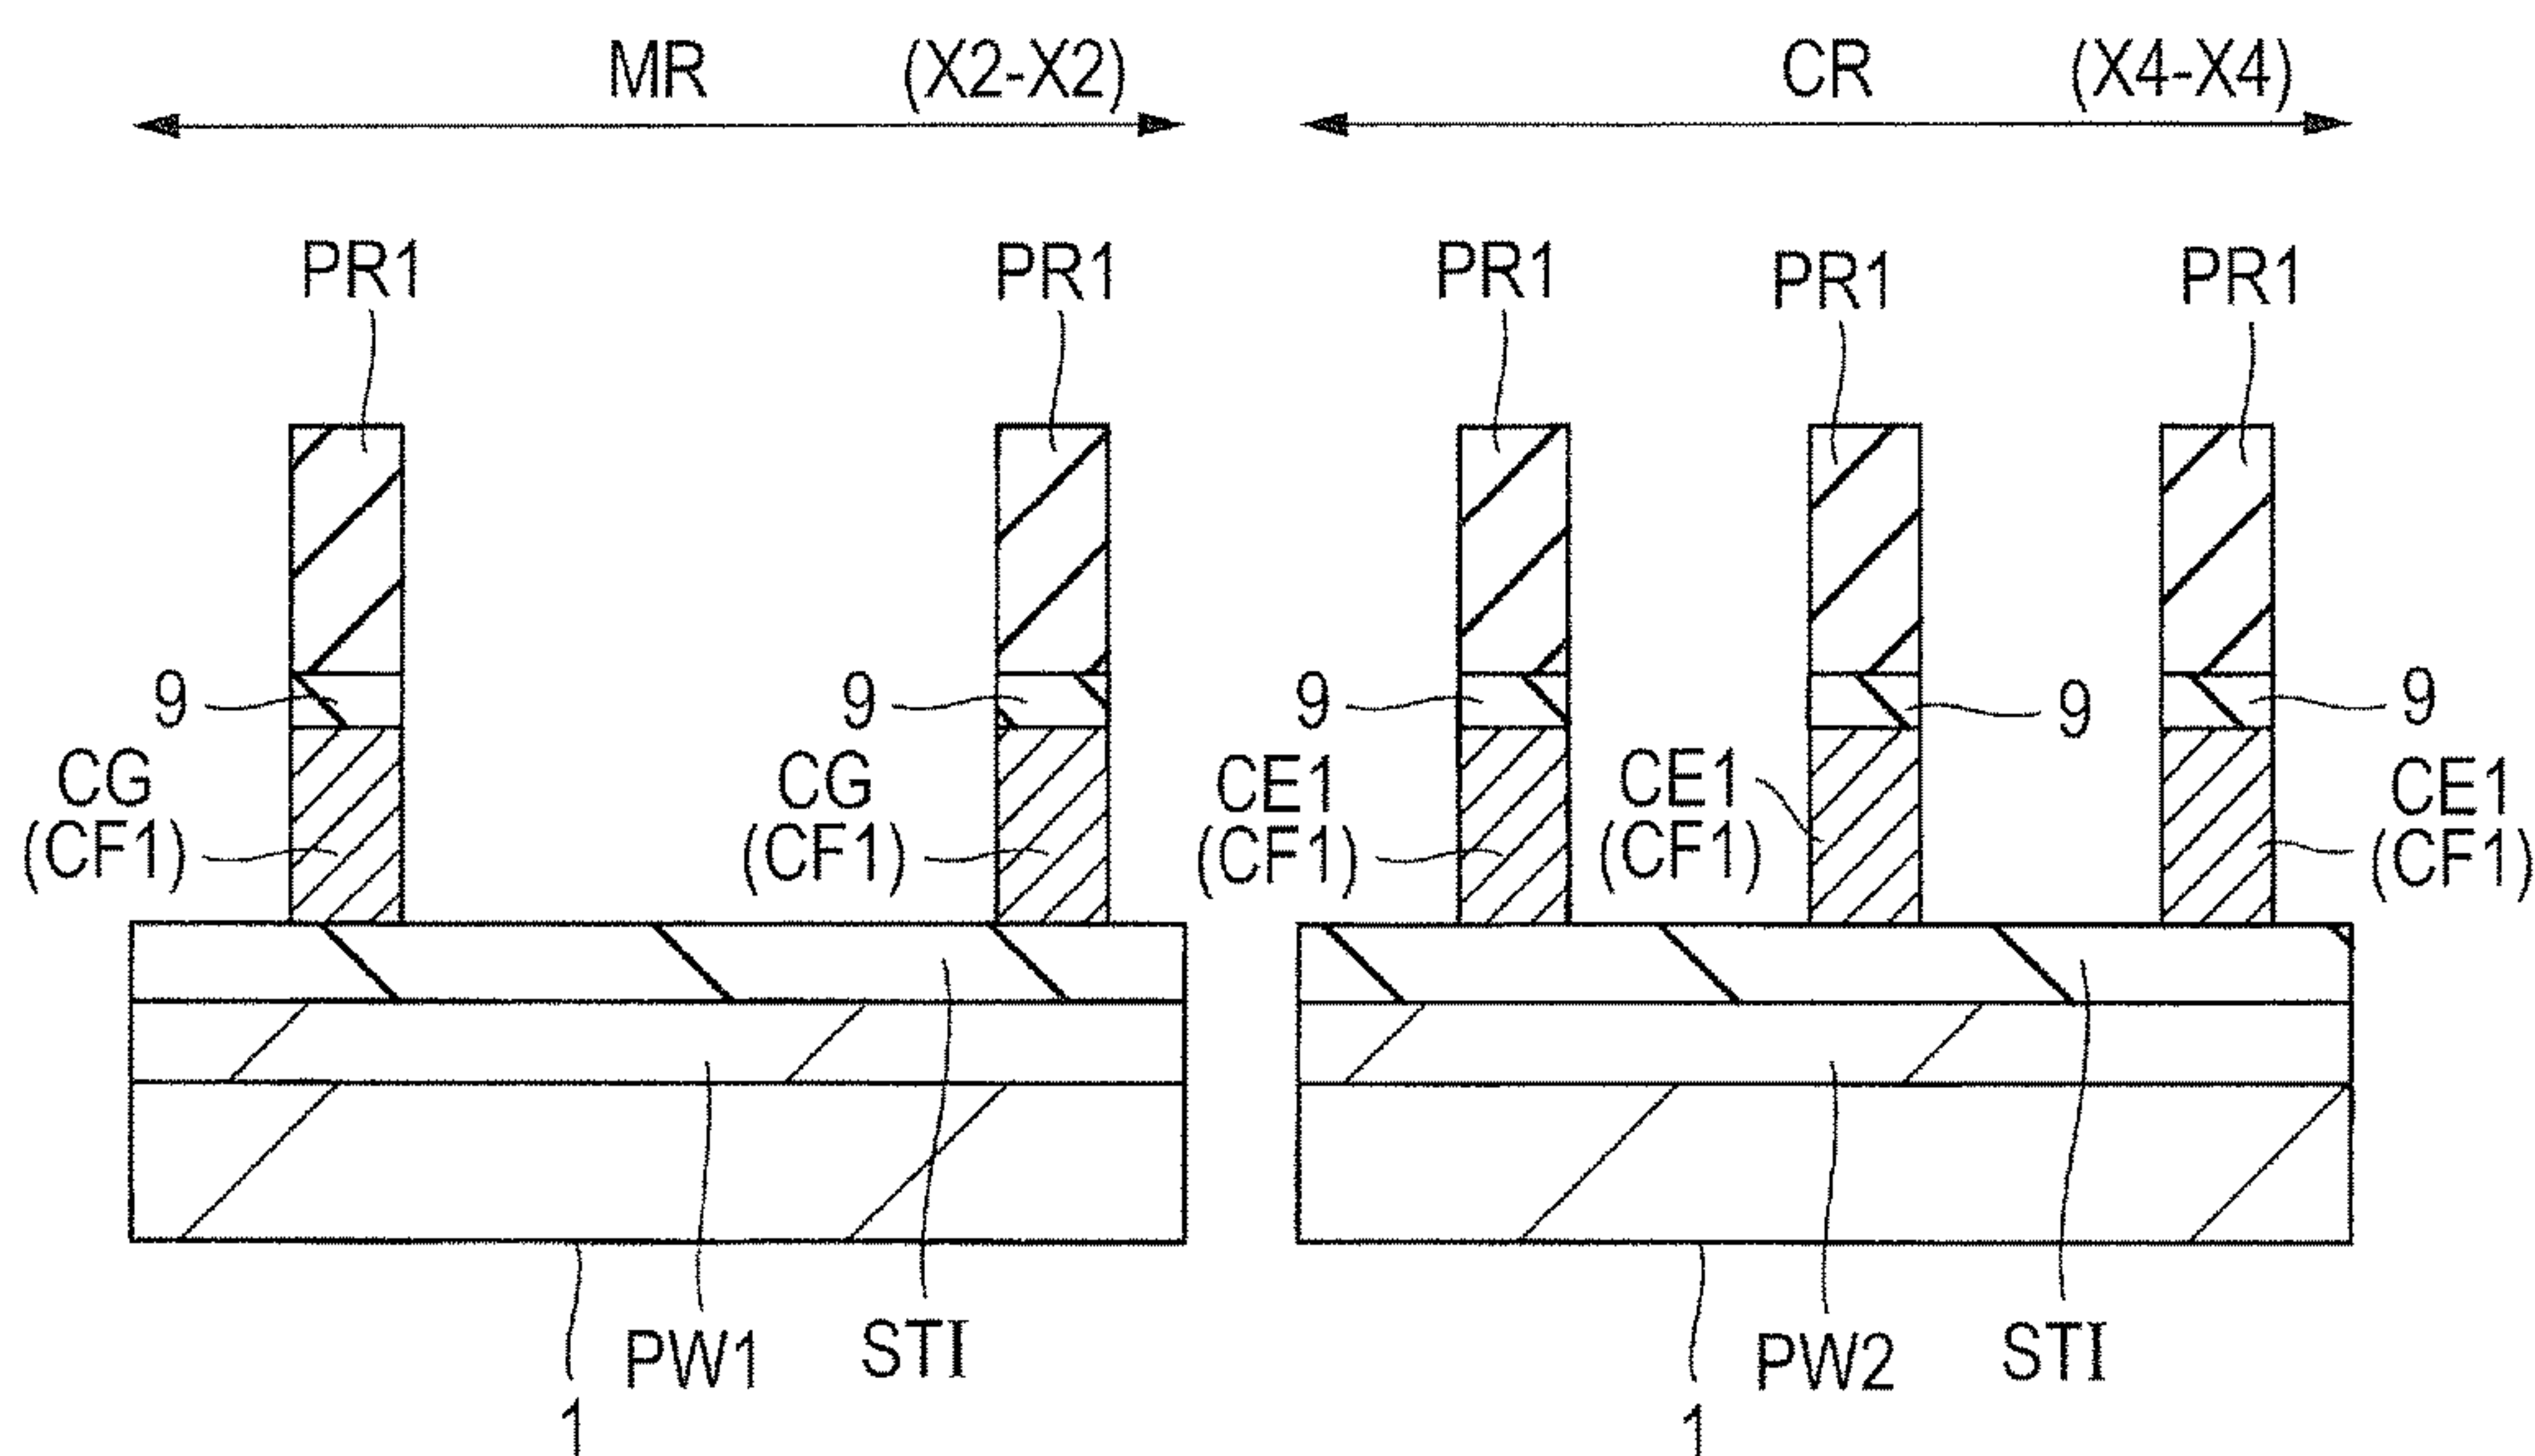 MR (X2-X2) CR (X4-X4)
PR1 PR1 PR1 PR1 PR1
9 9 9 9 9
CG CG CE1 CE1 CE1
(CF1) (CF1) (CF1) (CF1) (CF1)
PW1 STI PW2 STI
1 1